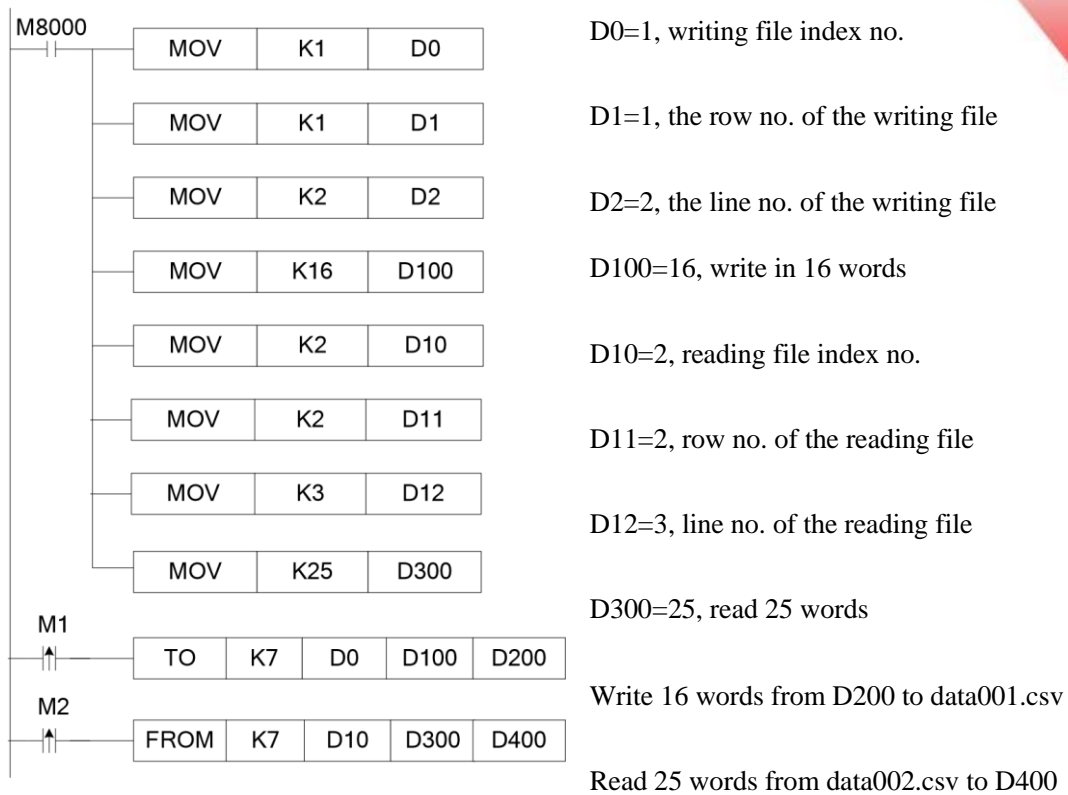 M8000
MOV K1 D0
D0=1, writing file index no.
MOV K1 D1
D1=1, the row no. of the writing file
MOV K2 D2
D2=2, the line no. of the writing file
MOV K16 D100
D100=16, write in 16 words
MOV K2 D10
D10=2, reading file index no.
MOV K2 D11
D11=2, row no. of the reading file
MOV K3 D12
D12=3, line no. of the reading file
MOV K25 D300
D300=25, read 25 words
M1
TO K7 D0 D100 D200
Write 16 words from D200 to data001.csv
M2
FROM K7 D10 D300 D400
Read 25 words from data002.csv to D400